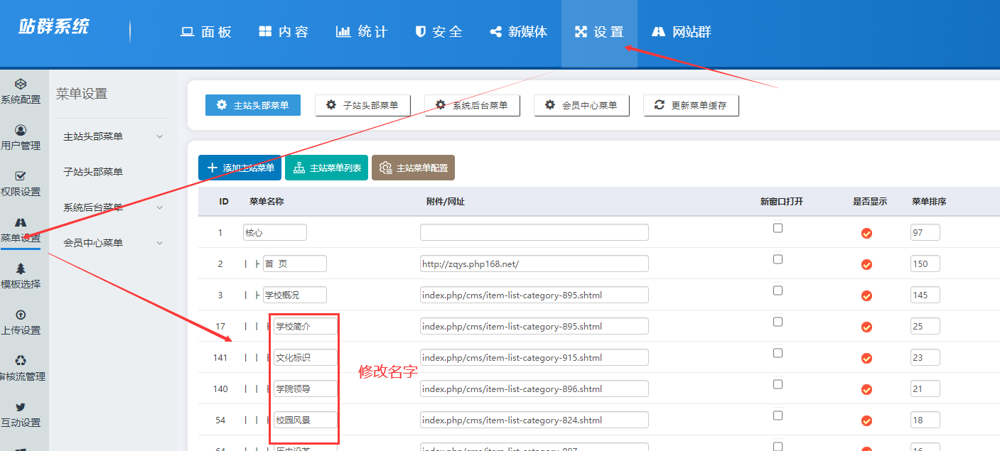 站群系统
面板 内容 统计 安全 新媒体 设置 网站群
系统配置
用户管理
权限设置
菜单设置
模板选择
上传设置
审核流管理
互动设置
菜单设置
主站头部菜单
子站头部菜单
系统后台菜单
会员中心菜单
主站头部菜单 子站头部菜单 系统后台菜单 会员中心菜单 更新菜单缓存
添加主站菜单 主站菜单列表 主站菜单配置
ID 菜单名称 附件/网址 新窗口打开 是否显示 菜单排序
1 核心 97
2 首 页 http://zqys.php168.net/ 150
3 学校概况 index.php/cms/item-list-category-895.shtml 145
17 学校简介 index.php/cms/item-list-category-895.shtml 25
141 文化标识 index.php/cms/item-list-category-915.shtml 23
140 学院领导 index.php/cms/item-list-category-896.shtml 21
54 校园风景 index.php/cms/item-list-category-824.shtml 18
修改名字